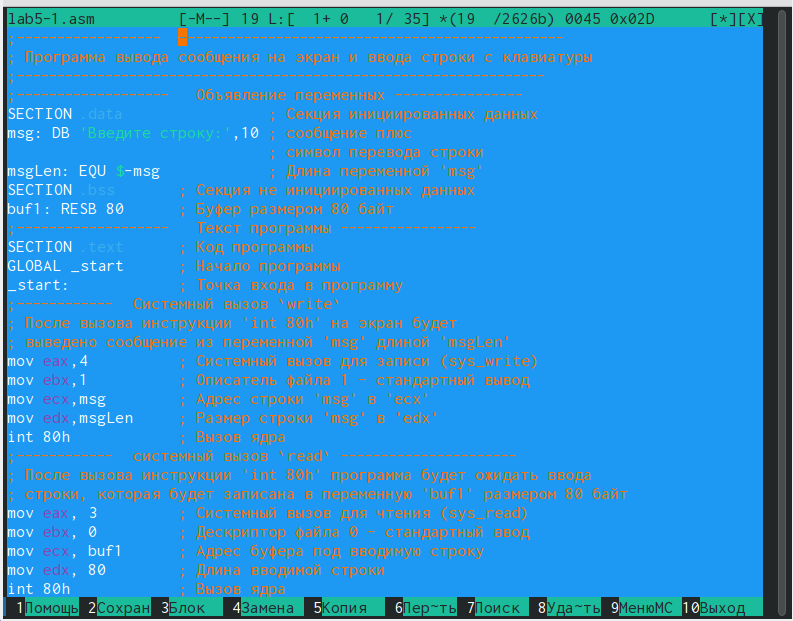 lab5-1.asm [-M--] 19 L:[ 1+ 0 1/ 35] *(19 /2626b) 0045 0x02D [*][X]
;----------------- -------------------------------------------
; Программа вывода сообщения на экран и ввода строки с клавиатуры
;------------------------------------------------------------
;------------------ Объявление переменных ----------------
SECTION .data ; Секция инициированных данных
msg: DB 'Введите строку:',10 ; сообщение плюс
; символ перевода строки
msgLen: EQU $-msg ; Длина переменной 'msg'
SECTION .bss ; Секция не инициированных данных
buf1: RESB 80 ; Буфер размером 80 байт
;------------------ Текст программы -----------------
SECTION .text ; Код программы
GLOBAL _start ; Начало программы
_start: ; Точка входа в программу
;------------ Cистемный вызов `write`
; После вызова инструкции 'int 80h' на экран будет
; выведено сообщение из переменной 'msg' длиной 'msgLen'
mov eax,4 ; Системный вызов для записи (sys_write)
mov ebx,1 ; Описатель файла 1 - стандартный вывод
mov ecx,msg ; Адрес строки 'msg' в 'ecx'
mov edx,msgLen ; Размер строки 'msg' в 'edx'
int 80h ; Вызов ядра
;------------ системный вызов `read` ----------------------
; После вызова инструкции 'int 80h' программа будет ожидать ввода
; строки, которая будет записана в переменную 'buf1' размером 80 байт
mov eax, 3 ; Системный вызов для чтения (sys_read)
mov ebx, 0 ; Дескриптор файла 0 - стандартный ввод
mov ecx, buf1 ; Адрес буфера под вводимую строку
mov edx, 80 ; Длина вводимой строки
int 80h ; Вызов ядра
1Помощь 2Сохран 3Блок 4Замена 5Копия 6Пер~ть 7Поиск 8Уда~ть 9МенюMC 10Выход